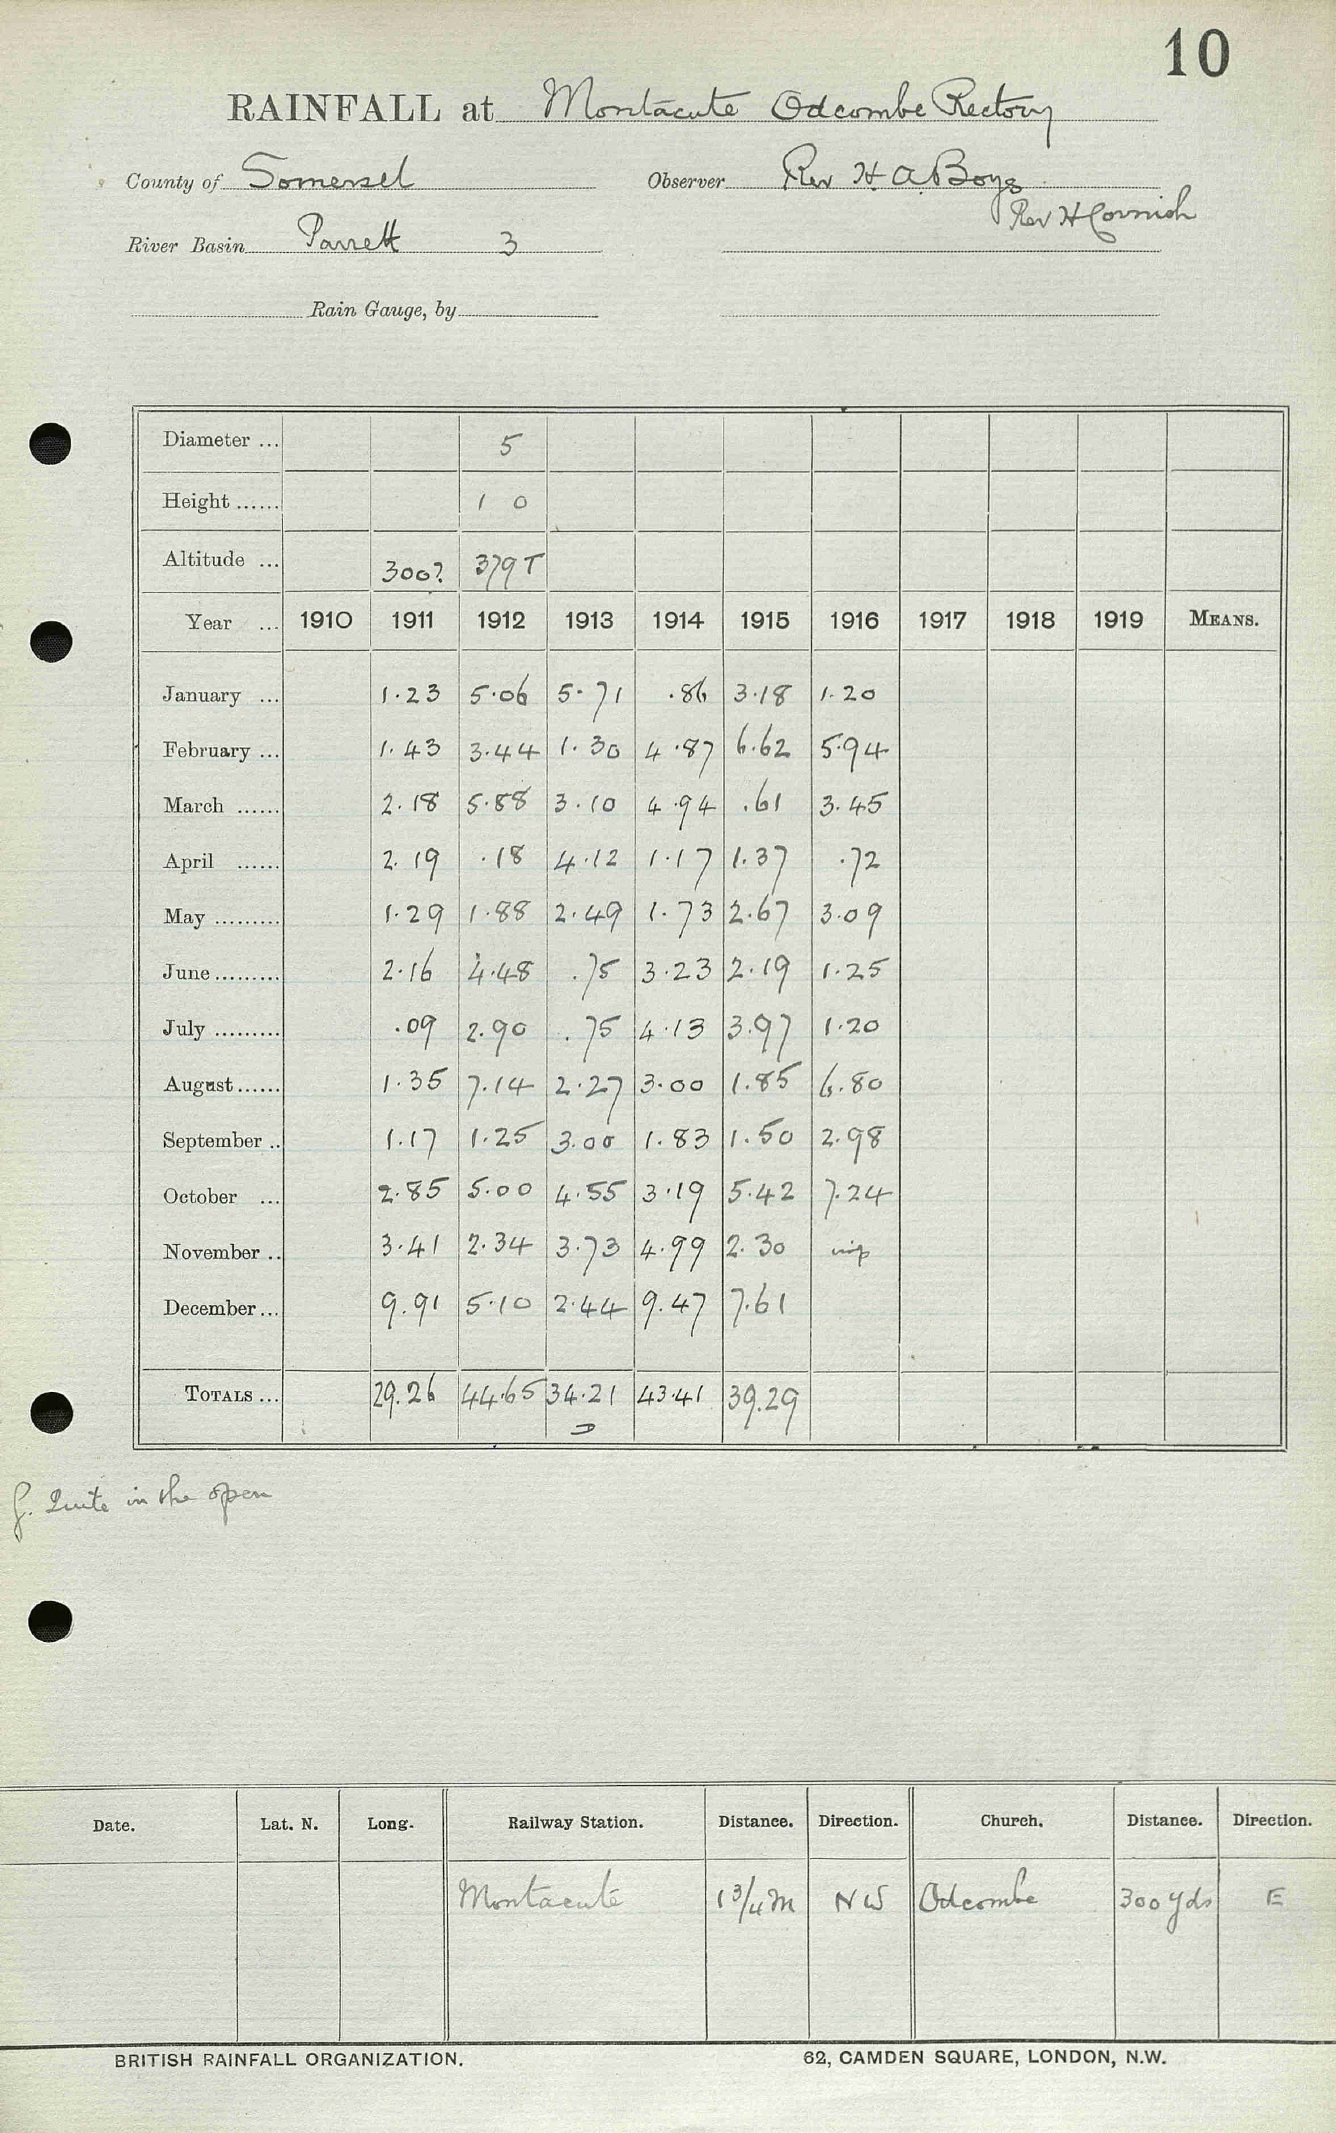 10
RAINFALL at Montacute Odcombe Rectory
County of Somerset Observer Rev H. A. Boys
Rev H Cornish
River Basin Parrett 3
Rain Gauge, by
Diameter ... 5
Height ...... 1 0
Altitude ... 300? 379 T
Year ... 1910 1911 1912 1913 1914 1915 1916 1917 1918 1919 MEANS.
January ... 1.23 5.06 5.71 .86 3.18 1.20
February ... 1.43 3.44 1.30 4.87 6.62 5.94
March ...... 2.18 5.88 3.10 4.94 .61 3.45
April ...... 2.19 .18 4.12 1.17 1.37 .72
May ......... 1.29 1.88 2.49 1.73 2.67 3.09
June ......... 2.16 4.48 .75 3.23 2.19 1.25
July ......... .09 2.90 .75 4.13 3.97 1.20
August ...... 1.35 7.14 2.27 3.00 1.85 6.80
September .. 1.17 1.25 3.00 1.83 1.50 2.98
October ... 2.85 5.00 4.55 3.19 5.42 7.24
November .. 3.41 2.34 3.73 4.99 2.30
December ... 9.91 5.10 2.44 9.47 7.61
TOTALS ... 29.26 44.65 34.21 43.41 39.29
G. Quite in the open
Date. Lat. N. Long. Railway Station. Distance. Direction. Church. Distance. Direction.
Montacute 1 3/4 m NW Odcombe 300 yds E
BRITISH RAINFALL ORGANIZATION. 62, CAMDEN SQUARE, LONDON, N.W.